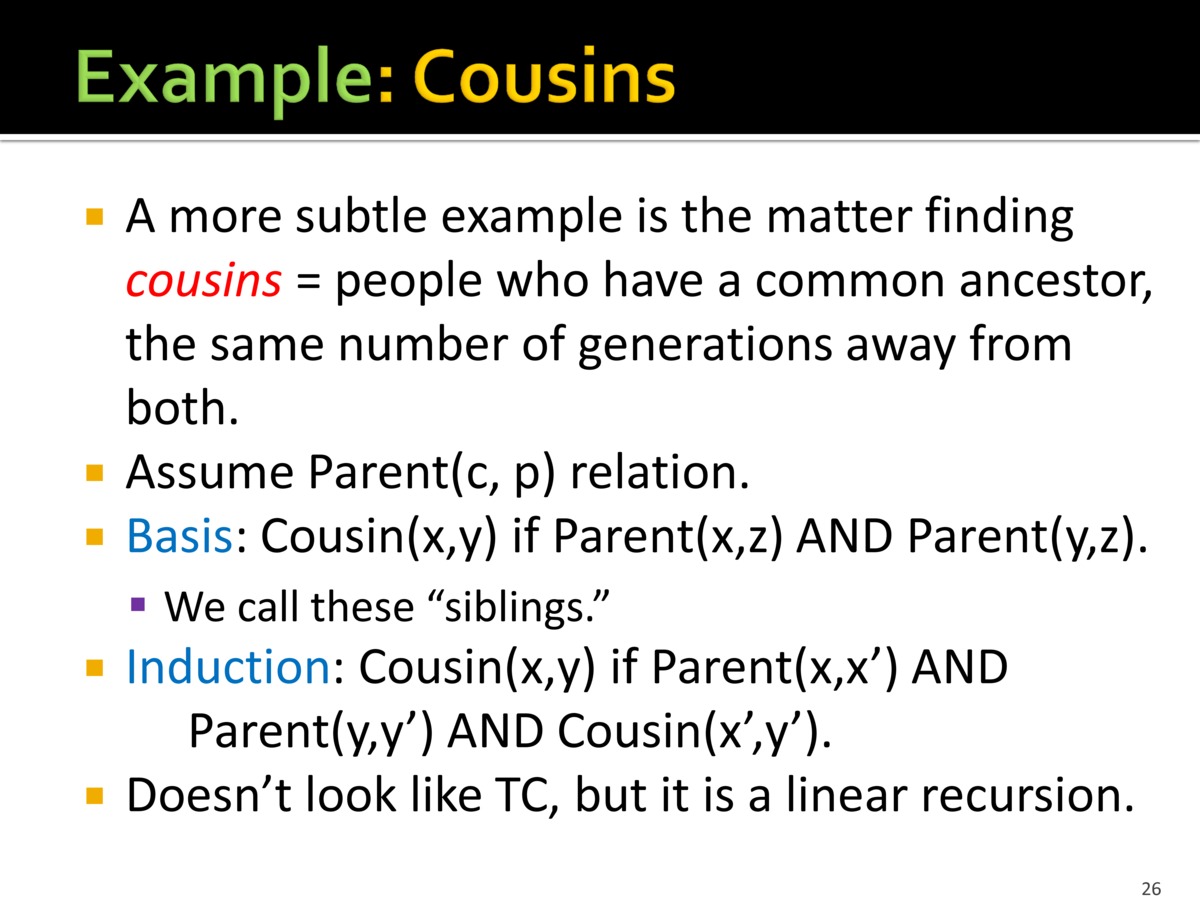 Example: Cousins
A more subtle example is the matter finding
cousins = people who have a common ancestor,
the same number of generations away from
both.
Assume Parent(c, p) relation.
Basis: Cousin(x,y) if Parent(x,z) AND Parent(y,z).
We call these “siblings.”
Induction: Cousin(x,y) if Parent(x,x’) AND
Parent(y,y’) AND Cousin(x’,y’).
Doesn’t look like TC, but it is a linear recursion.
26